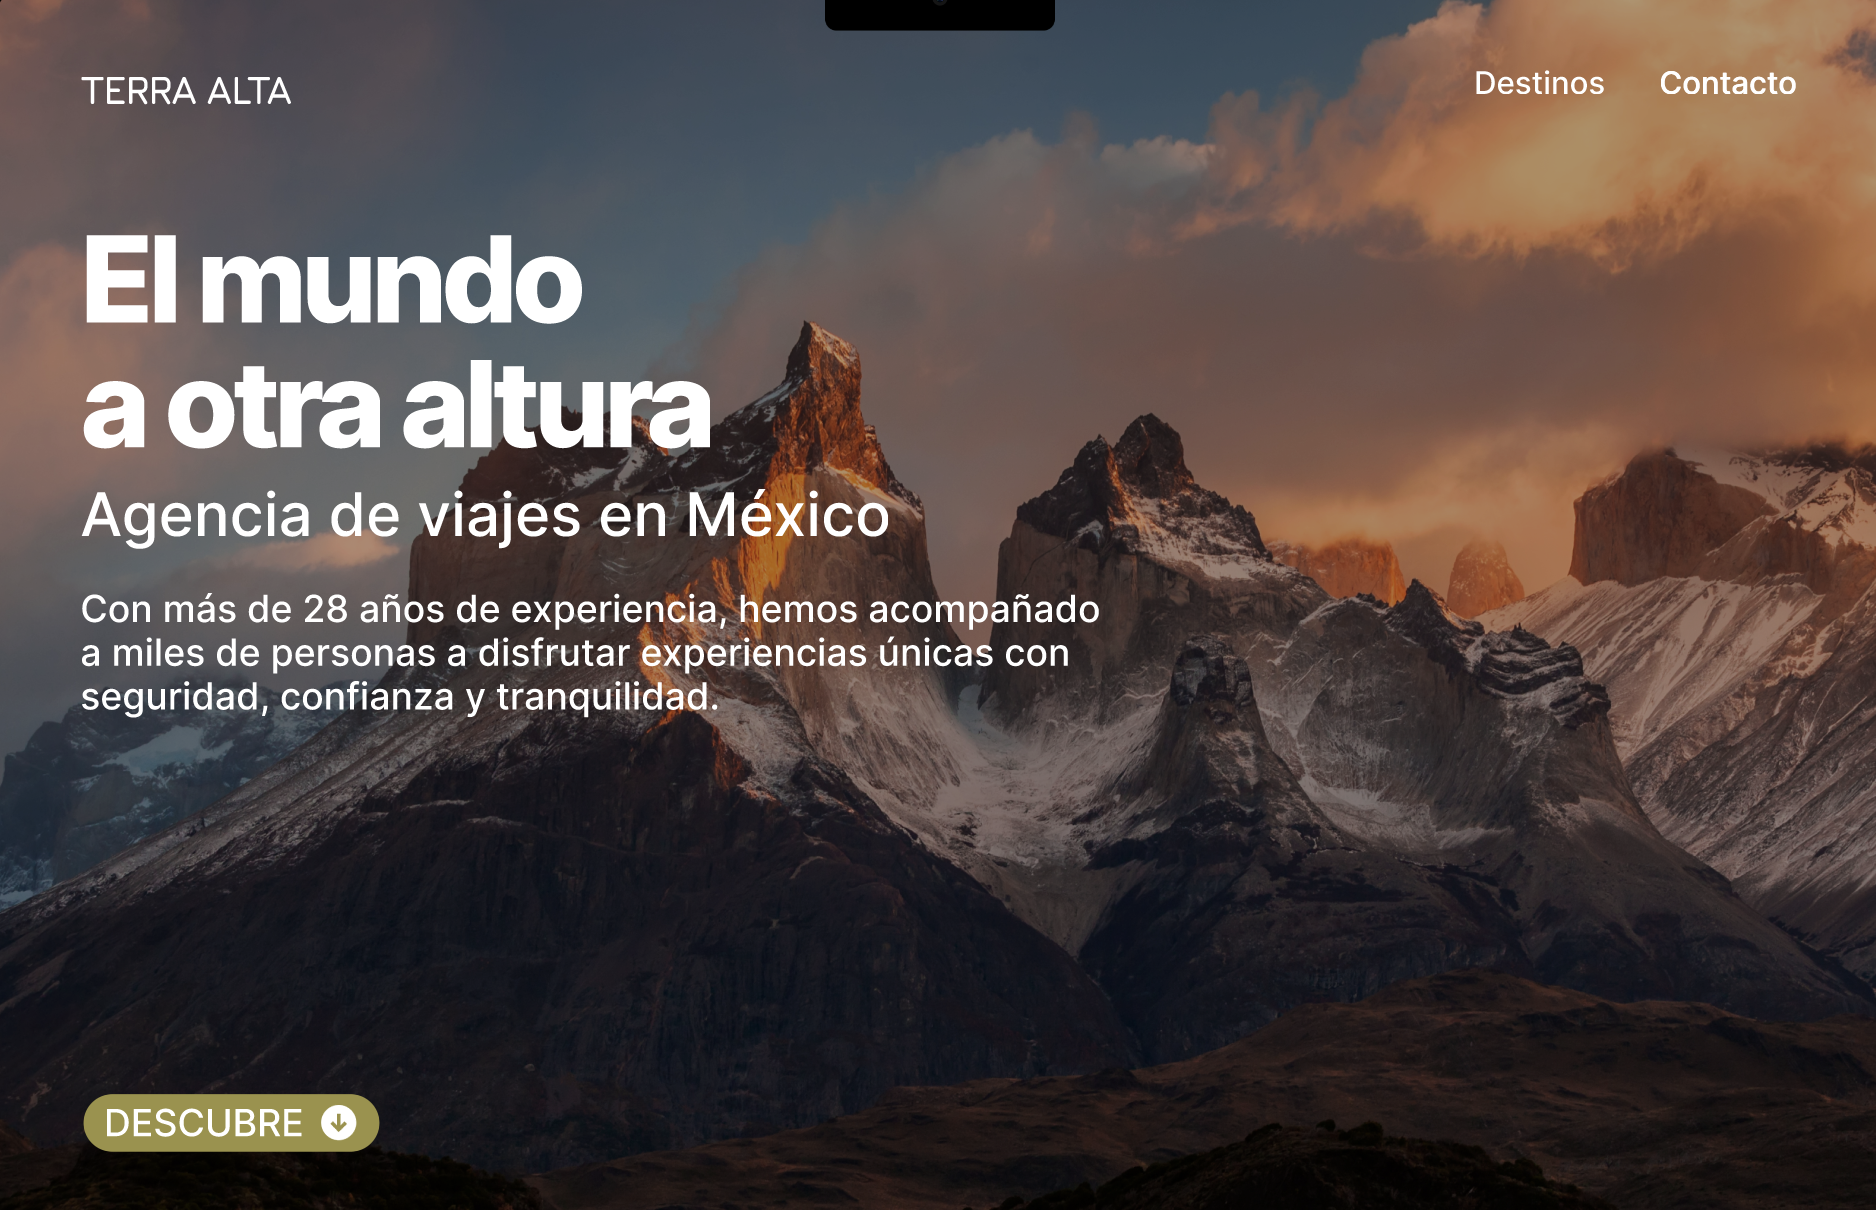 TERRA ALTA
Destinos
Contacto
El mundo
a otra altura
Agencia de viajes en México
Con más de 28 años de experiencia, hemos acompañado
a miles de personas a disfrutar experiencias únicas con
seguridad, confianza y tranquilidad.
DESCUBRE